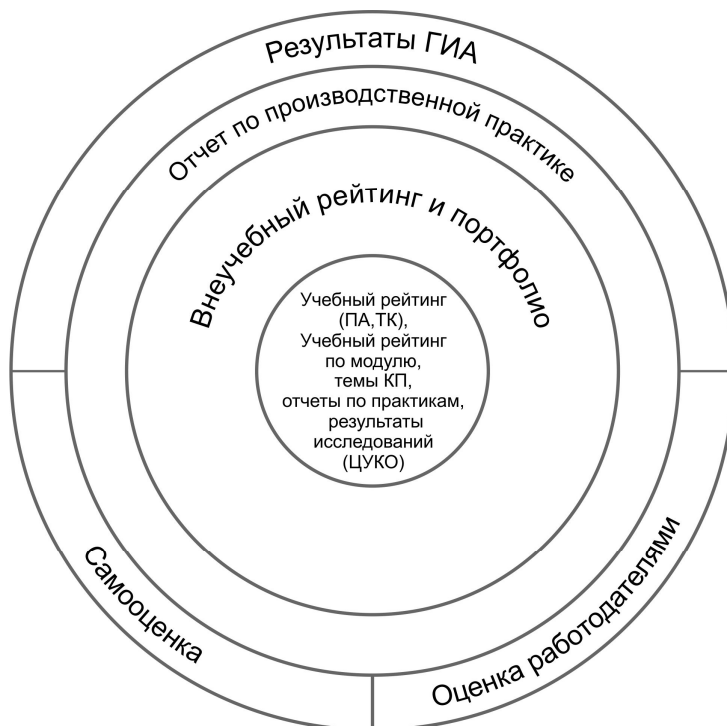 Результаты ГИА
Отчет по производственной практике
Внеучебный рейтинг и портфолио
Учебный рейтинг
(ПА,ТК),
Учебный рейтинг
по модулю,
темы КП,
отчеты по практикам,
результаты
исследований
(ЦУКО)
Самооценка
Оценка работодателями